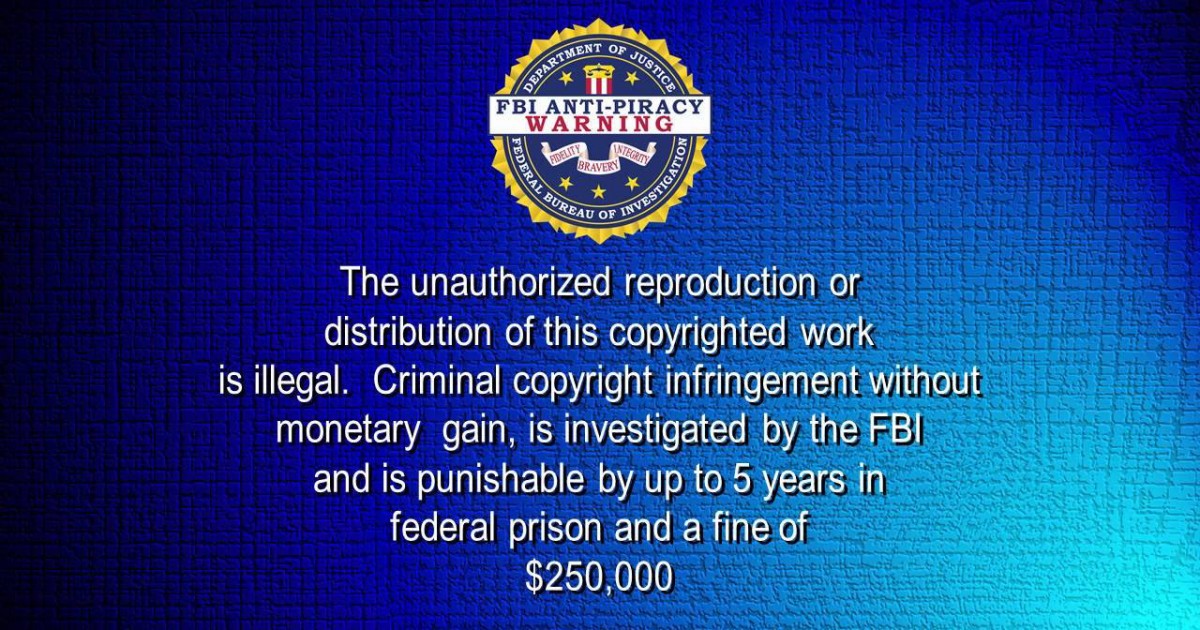 DEPARTMENT OF JUSTICE
FBI ANTI-PIRACY
WARNING
FIDELITY BRAVERY INTEGRITY
FEDERAL BUREAU OF INVESTIGATION
The unauthorized reproduction or
distribution of this copyrighted work
is illegal.  Criminal copyright infringement without
monetary  gain, is investigated by the FBI
and is punishable by up to 5 years in
federal prison and a fine of
$250,000